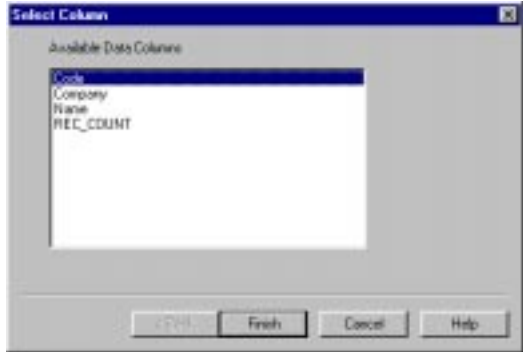 Select Column
Available Data Columns
Code
Company
Name
REC_COUNT
Finish
Cancel
Help